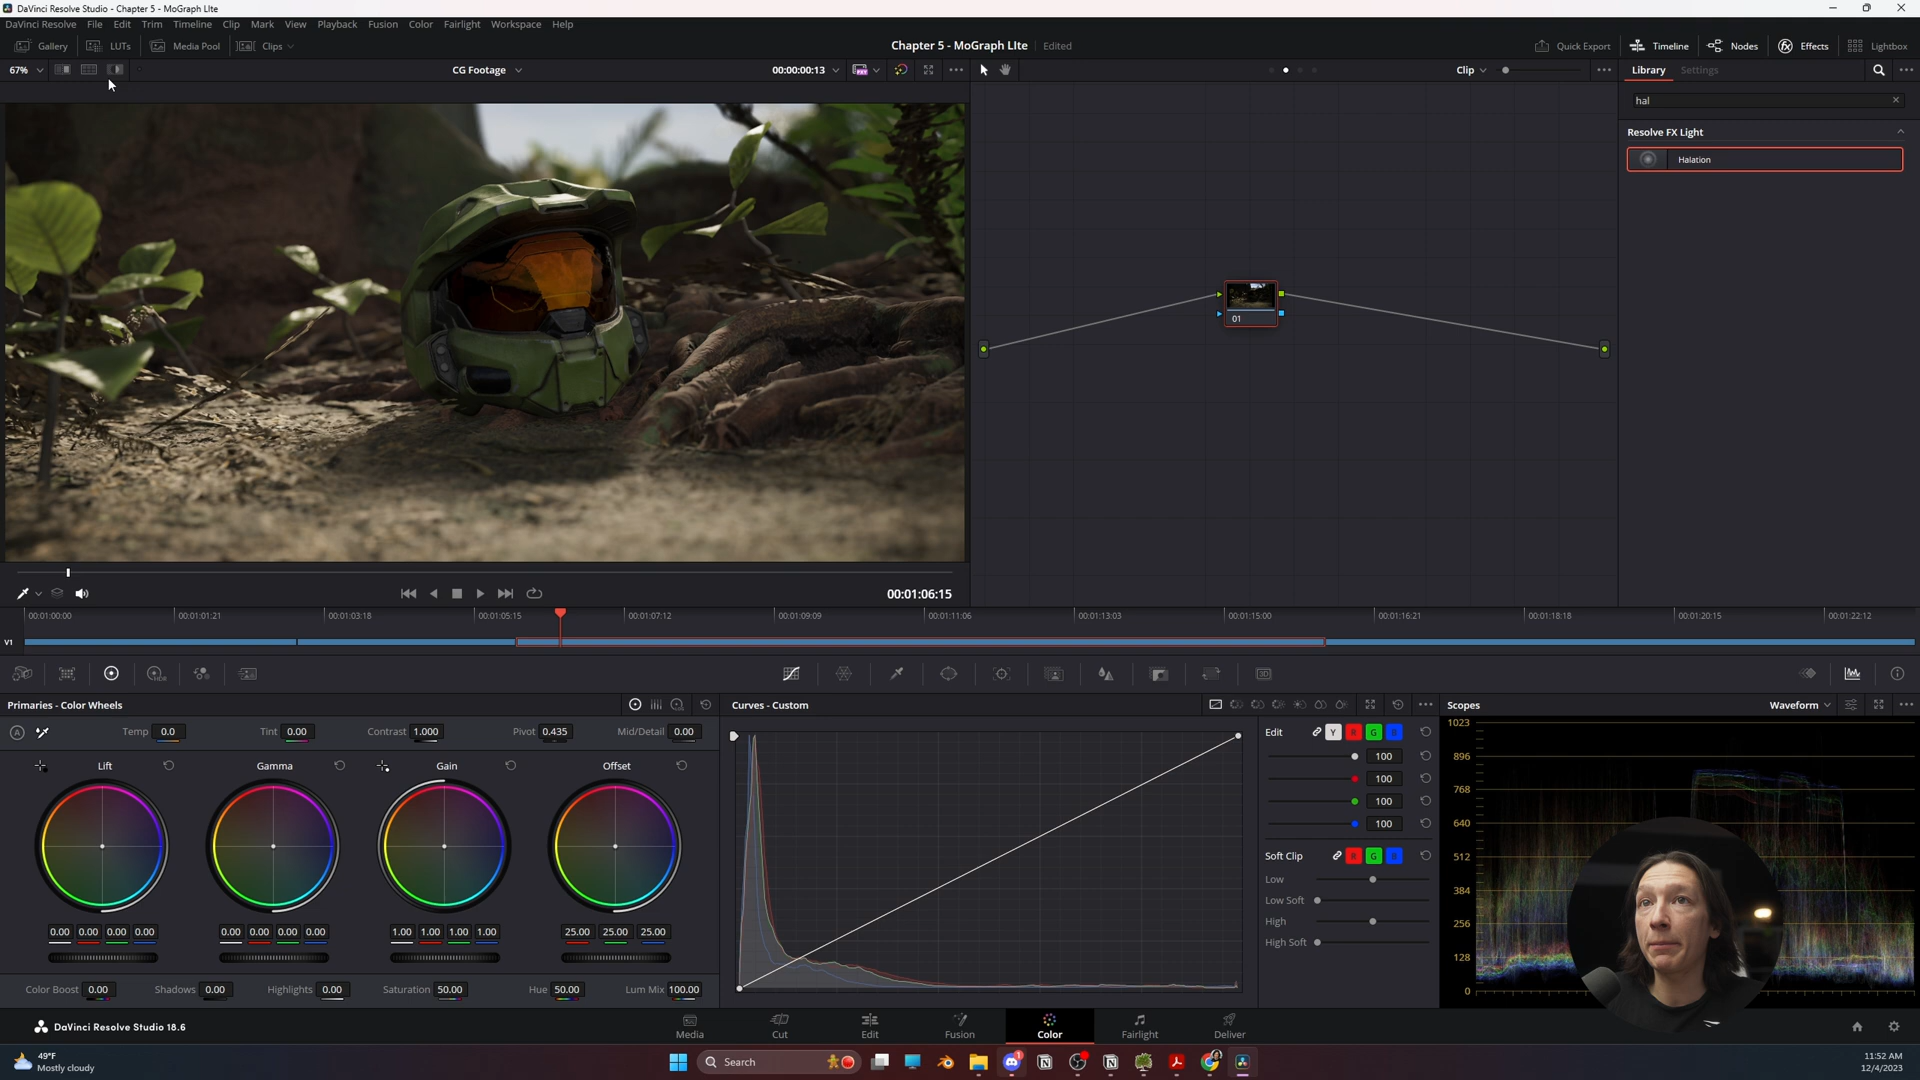 DaVinci Resolve Studio - Chapter 5 - MoGraph LIte
DaVinci Resolve File Edit Trim Timeline Clip Mark View Playback Fusion Color Fairlight Workspace Help
Gallery LUTs Media Pool Clips Chapter 5 - MoGraph LIte Edited Quick Export Timeline Nodes Effects Lightbox
67% CG Footage 00:00:00:13 Clip Library Settings
hal
Resolve FX Light
Halation
01
00:01:06:15
00:01:00:00 00:01:01:21 00:01:03:18 00:01:05:15 00:01:07:12 00:01:09:09 00:01:11:06 00:01:13:03 00:01:15:00 00:01:16:21 00:01:18:18 00:01:20:15 00:01:22:12
V1
HDR 3D
Primaries - Color Wheels Curves - Custom Scopes Waveform
A Temp 0.0 Tint 0.00 Contrast 1.000 Pivot 0.435 Mid/Detail 0.00
Lift Gamma Gain Offset
0.00 0.00 0.00 0.00 0.00 0.00 0.00 0.00 1.00 1.00 1.00 1.00 25.00 25.00 25.00
Color Boost 0.00 Shadows 0.00 Highlights 0.00 Saturation 50.00 Hue 50.00 Lum Mix 100.00
Edit Y R G B
100
100
100
100
Soft Clip R G B
Low
Low Soft
High
High Soft
1023
896
768
640
512
384
256
128
0
DaVinci Resolve Studio 18.6 Media Cut Edit Fusion Color Fairlight Deliver
49°F
Mostly cloudy
Search
1
11:52 AM
12/4/2023